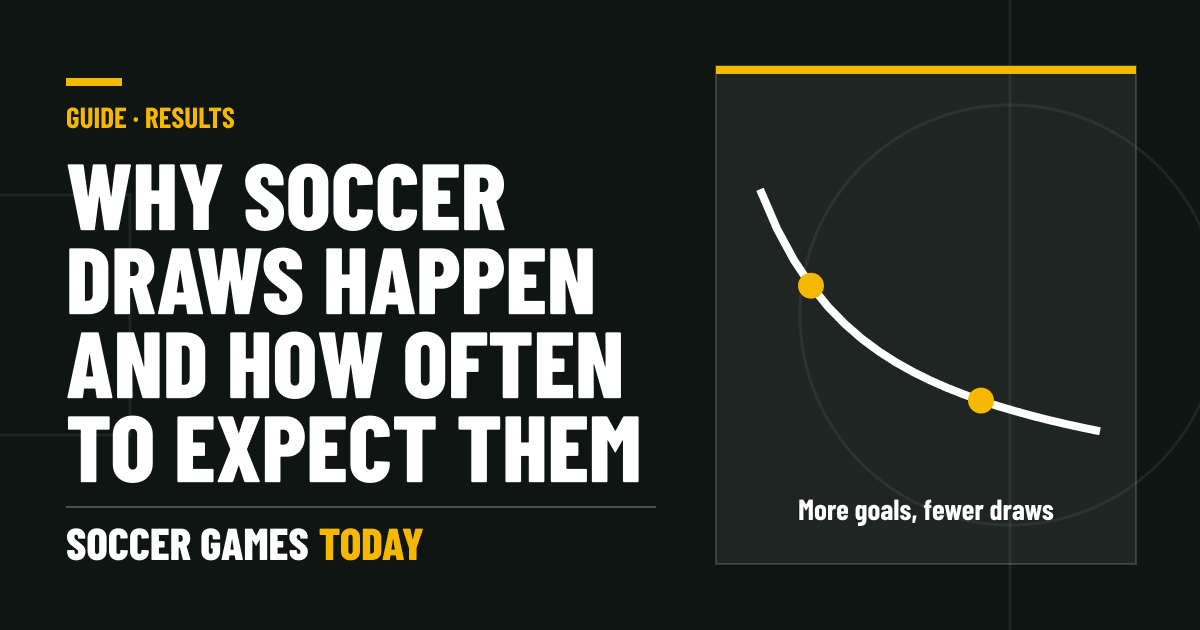 GUIDE · RESULTS
WHY SOCCER
DRAWS HAPPEN
AND HOW OFTEN
TO EXPECT THEM
SOCCER GAMES TODAY
More goals, fewer draws